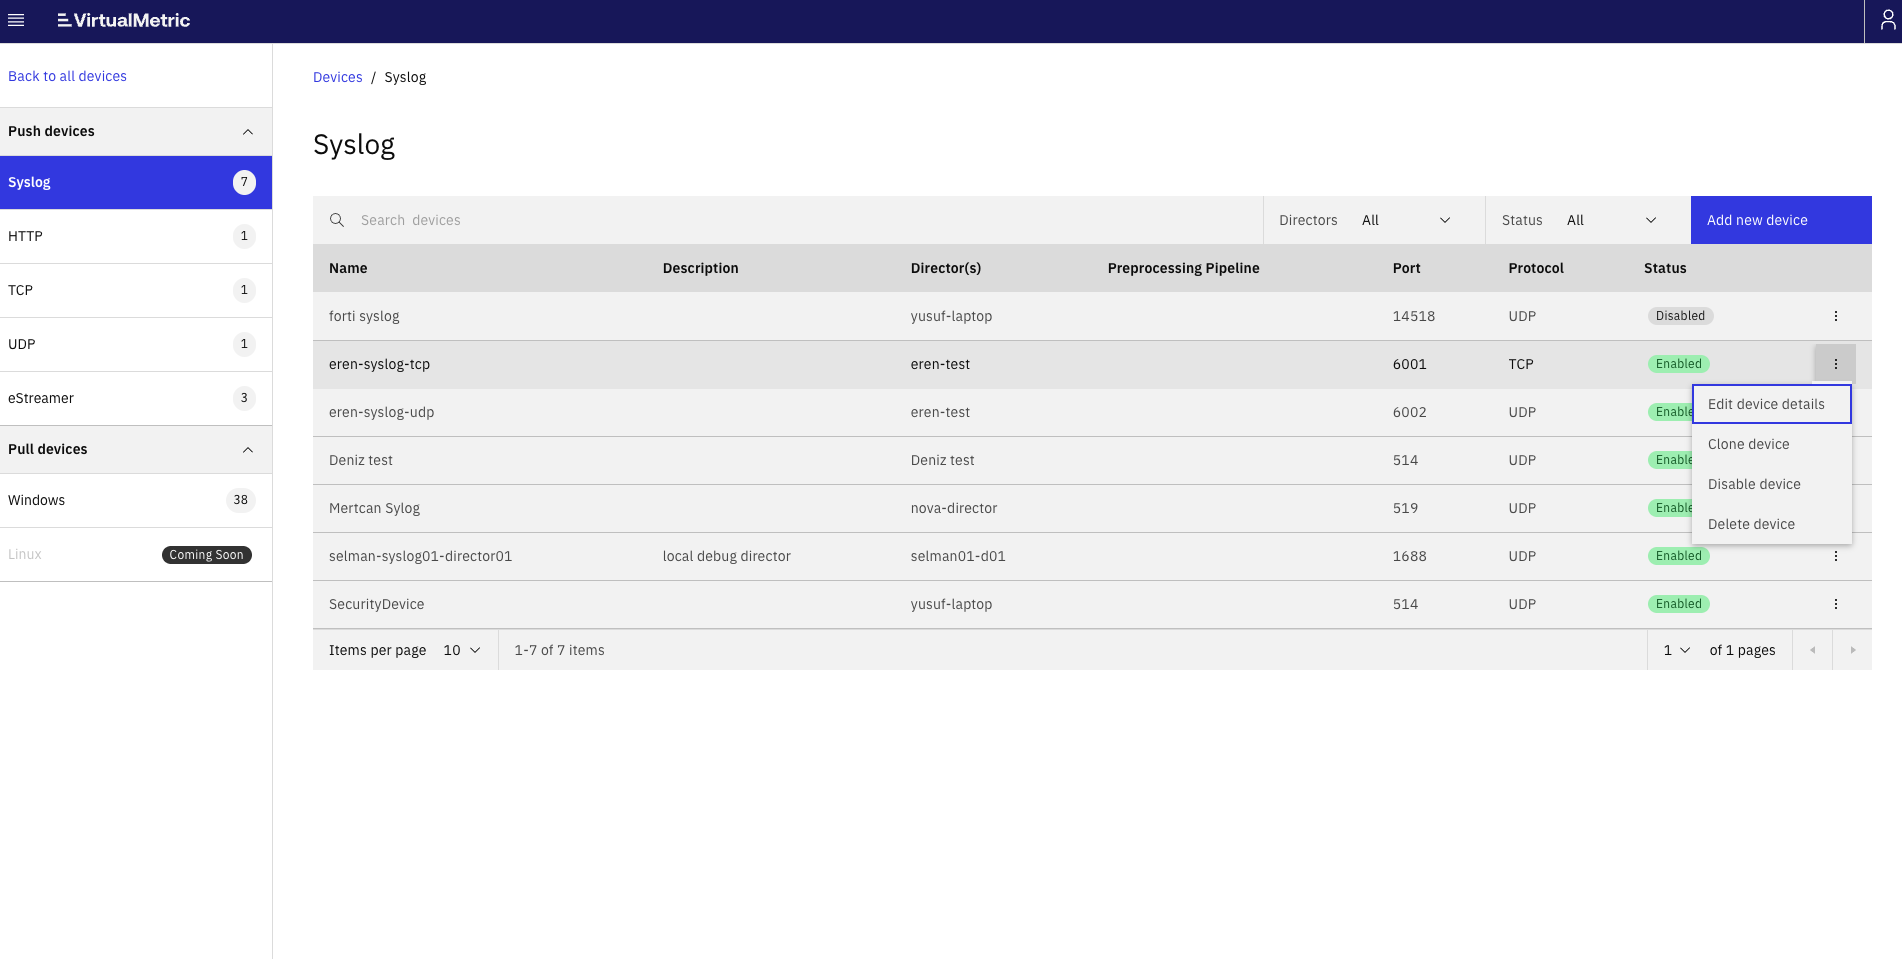 VirtualMetric
Back to all devices
Push devices
Syslog 7
HTTP 1
TCP 1
UDP 1
eStreamer 3
Pull devices
Windows 38
Linux Coming Soon
Devices / Syslog
Syslog
Search devices Directors All Status All Add new device
Name Description Director(s) Preprocessing Pipeline Port Protocol Status
forti syslog yusuf-laptop 14518 UDP Disabled
eren-syslog-tcp eren-test 6001 TCP Enabled
eren-syslog-udp eren-test 6002 UDP
Deniz test Deniz test 514 UDP
Mertcan Sylog nova-director 519 UDP
selman-syslog01-director01 local debug director selman01-d01 1688 UDP Enabled
SecurityDevice yusuf-laptop 514 UDP Enabled
Edit device details
Clone device
Disable device
Delete device
Items per page 10 1-7 of 7 items 1 of 1 pages